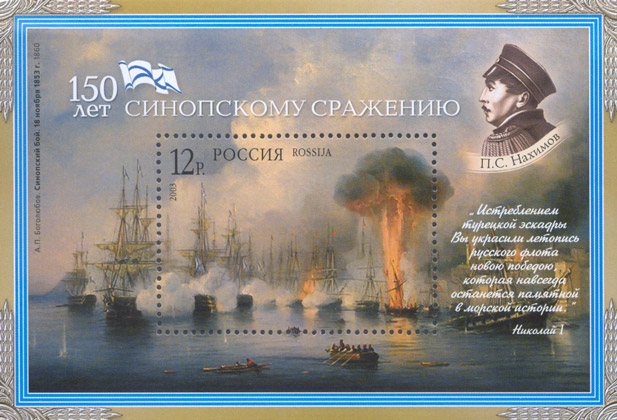 150
лет
СИНОПСКОМУ СРАЖЕНИЮ
А.П. Боголюбов. Синопский бой. 18 ноября 1853 г. 1860
П.С. Нахимов
12 Р. РОССИЯ ROSSIJA
2003
„Истреблением
турецкой эскадры
Вы украсили летопись
русского флота
новою победою,
которая навсегда
останется памятной
в морской истории."
Николай I